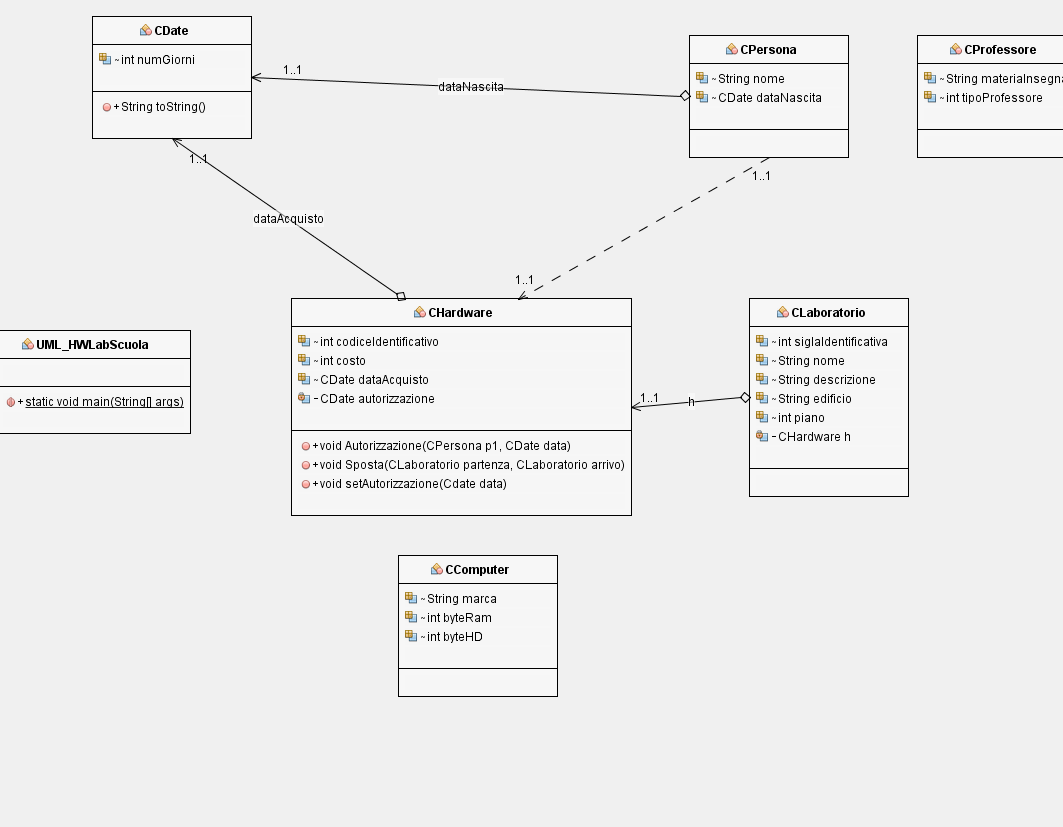 CDate
~int numGiorni
+String toString()
1..1
dataNascita
CPersona
~String nome
~CDate dataNascita
1..1
CProfessore
~String materiaInsegna
~int tipoProfessore
1..1
dataAcquisto
1..1
UML_HWLabScuola
+static void main(String[] args)
CHardware
~int codiceIdentificativo
~int costo
~CDate dataAcquisto
-CDate autorizzazione
+void Autorizzazione(CPersona p1, CDate data)
+void Sposta(CLaboratorio partenza, CLaboratorio arrivo)
+void setAutorizzazione(Cdate data)
1..1
h
CLaboratorio
~int siglaIdentificativa
~String nome
~String descrizione
~String edificio
~int piano
-CHardware h
CComputer
~String marca
~int byteRam
~int byteHD